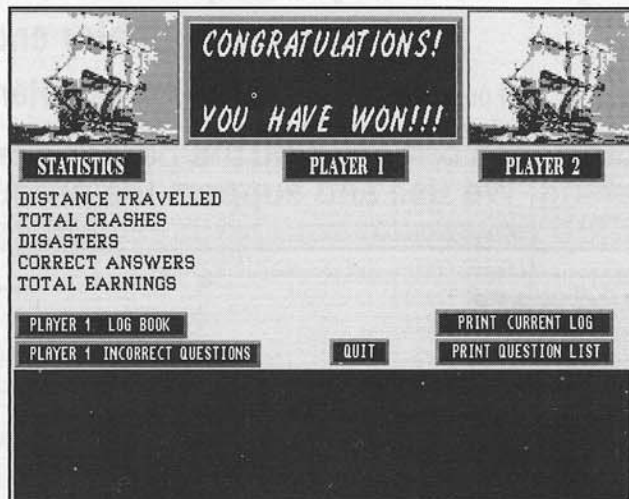 CONGRATULATIONS!
YOU HAVE WON!!!
STATISTICS
PLAYER 1
PLAYER 2
DISTANCE TRAVELLED
TOTAL CRASHES
DISASTERS
CORRECT ANSWERS
TOTAL EARNINGS
PLAYER 1 LOG BOOK
PRINT CURRENT LOG
PLAYER 1 INCORRECT QUESTIONS
QUIT
PRINT QUESTION LIST